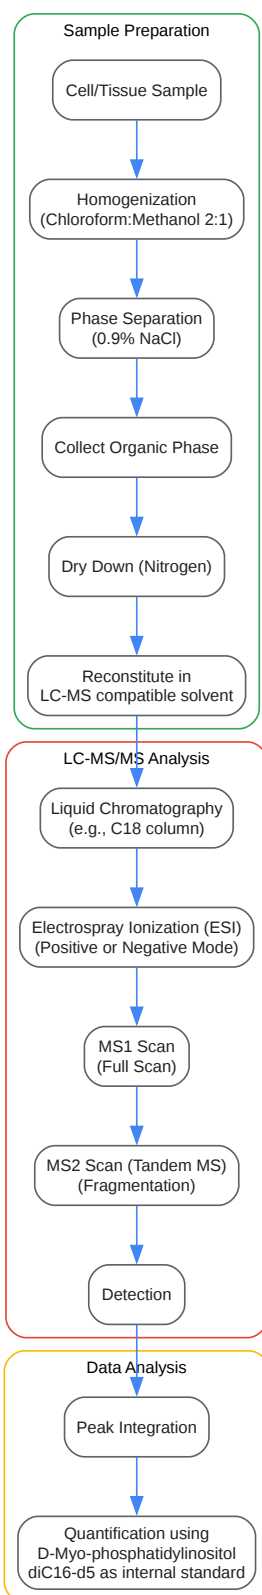 Sample Preparation
Cell/Tissue Sample
Homogenization
(Chloroform:Methanol 2:1)
Phase Separation
(0.9% NaCl)
Collect Organic Phase
Dry Down (Nitrogen)
Reconstitute in
LC-MS compatible solvent
LC-MS/MS Analysis
Liquid Chromatography
(e.g., C18 column)
Electrospray Ionization (ESI)
(Positive or Negative Mode)
MS1 Scan
(Full Scan)
MS2 Scan (Tandem MS)
(Fragmentation)
Detection
Data Analysis
Peak Integration
Quantification using
D-Myo-phosphatidylinositol
diC16-d5 as internal standard